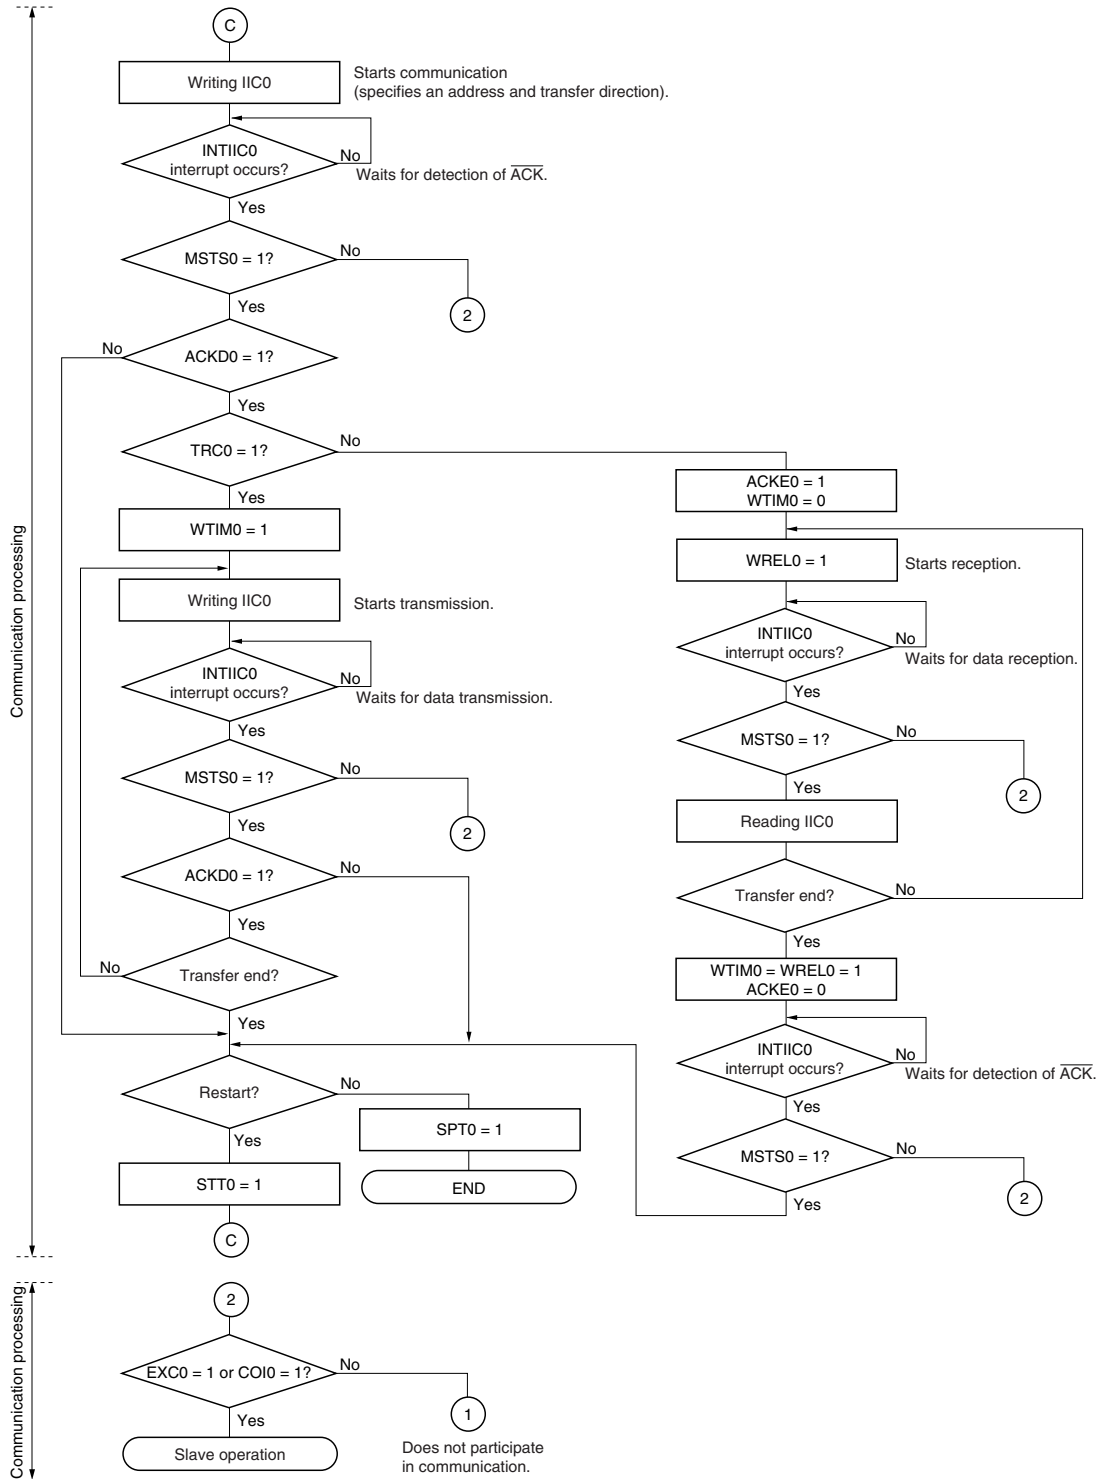 C
Writing IIC0
Starts communication
(specifies an address and transfer direction).
INTIIC0
interrupt occurs?
No
Waits for detection of ACK.
Yes
MSTS0 = 1?
No
2
Yes
ACKD0 = 1?
No
Yes
TRC0 = 1?
No
Yes
WTIM0 = 1
Writing IIC0
Starts transmission.
INTIIC0
interrupt occurs?
No
Waits for data transmission.
Yes
MSTS0 = 1?
No
2
Yes
ACKD0 = 1?
No
Yes
Transfer end?
No
Yes
Restart?
No
SPT0 = 1
END
Yes
STT0 = 1
C
ACKE0 = 1
WTIM0 = 0
WREL0 = 1
Starts reception.
INTIIC0
interrupt occurs?
No
Waits for data reception.
Yes
MSTS0 = 1?
No
2
Yes
Reading IIC0
Transfer end?
No
Yes
WTIM0 = WREL0 = 1
ACKE0 = 0
INTIIC0
interrupt occurs?
No
Waits for detection of ACK.
Yes
MSTS0 = 1?
No
2
Yes
Communication processing
2
EXC0 = 1 or COI0 = 1?
No
1
Does not participate
in communication.
Yes
Slave operation
Communication processing